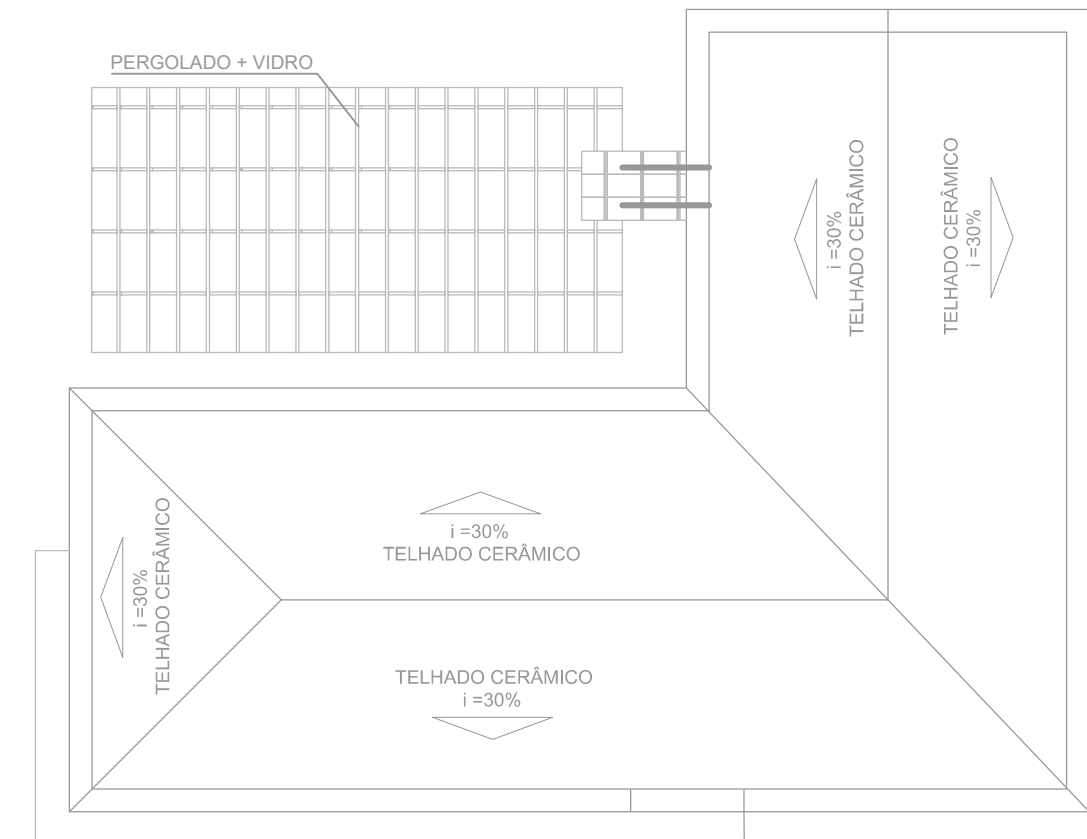 PERGOLADO + VIDRO
i =30%
TELHADO CERÂMICO
TELHADO CERÂMICO
i =30%
i =30%
TELHADO CERÂMICO
i =30%
TELHADO CERÂMICO
TELHADO CERÂMICO
i =30%